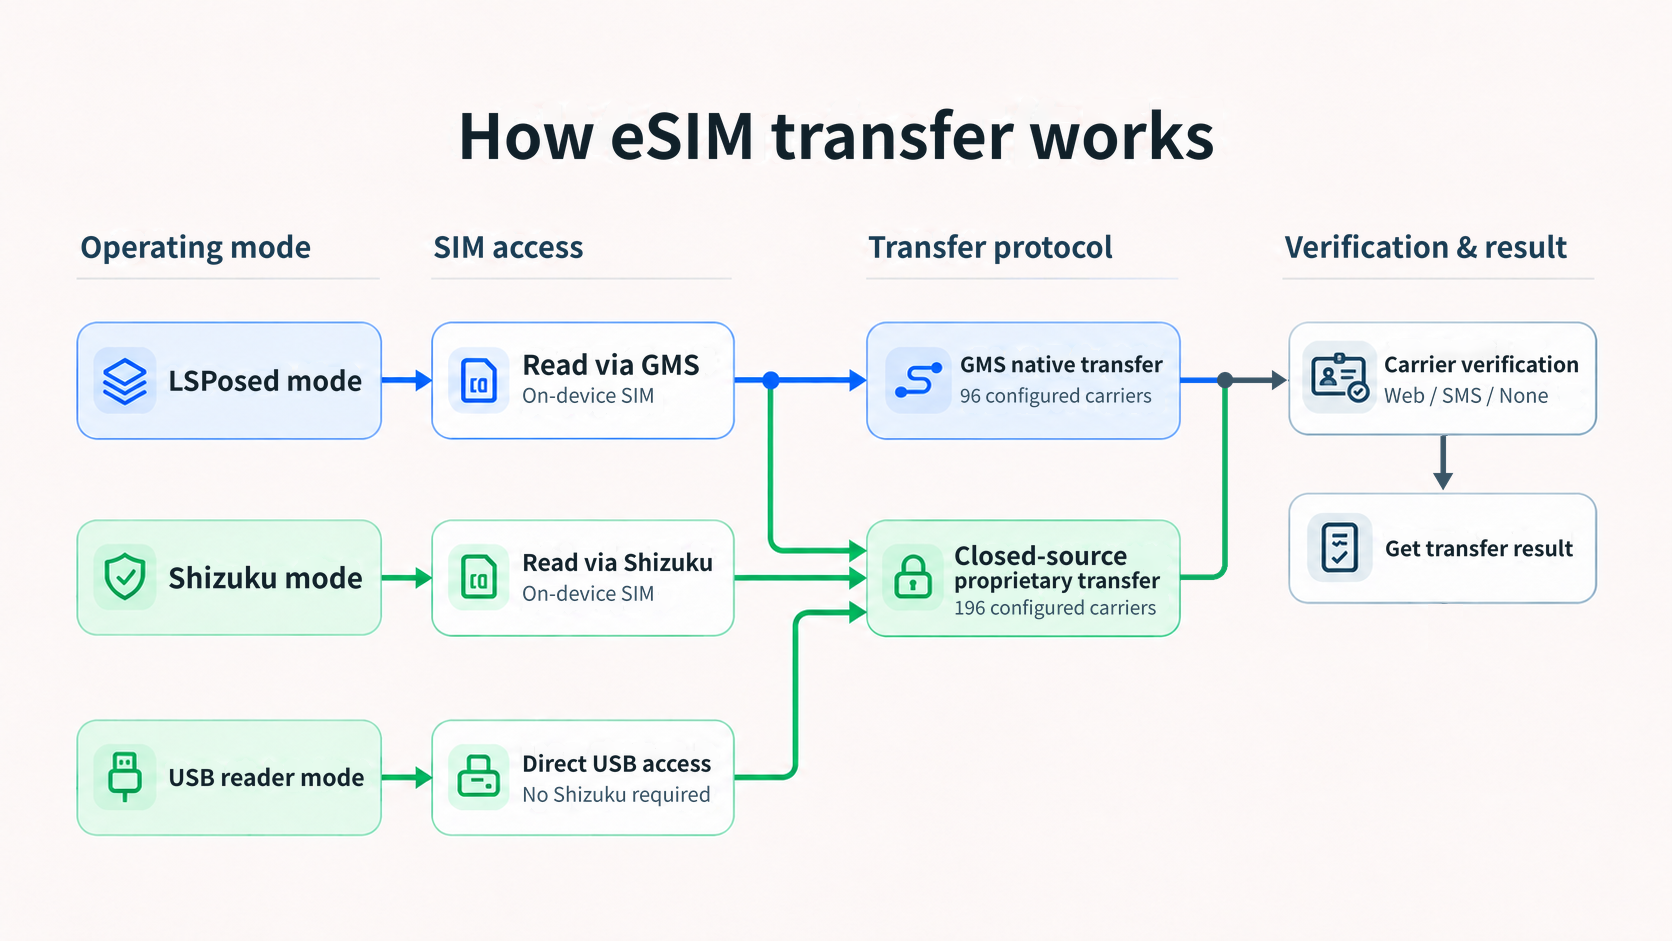 How eSIM transfer works
Operating mode
SIM access
Transfer protocol
Verification & result
LSPosed mode
Read via GMS
On-device SIM
GMS native transfer
96 configured carriers
Carrier verification
Web / SMS / None
Shizuku mode
Read via Shizuku
On-device SIM
Closed-source
proprietary transfer
196 configured carriers
Get transfer result
USB reader mode
Direct USB access
No Shizuku required